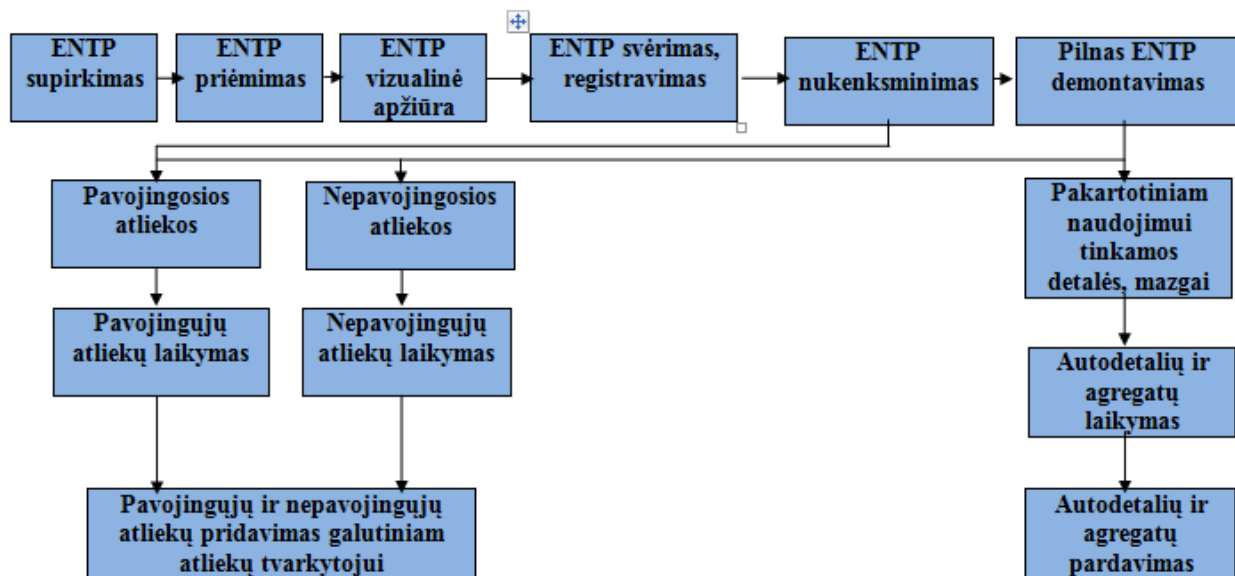 ENTP
supirkimas
ENTP
priėmimas
ENTP
vizualinė
apžiūra
ENTP svėrimas,
registravimas
ENTP
nukenksminimas
Pilnas ENTP
demontavimas
Pavojingosios
atliekos
Nepavojingosios
atliekos
Pakartotiniam
naudojimui
tinkamos
detalės, mazgai
Pavojingųjų
atliekų laikymas
Nepavojingųjų
atliekų laikymas
Autodetalių ir
agregatų
laikymas
Pavojingųjų ir nepavojingųjų
atliekų pridavimas galutiniam
atliekų tvarkytojui
Autodetalių ir
agregatų
pardavimas